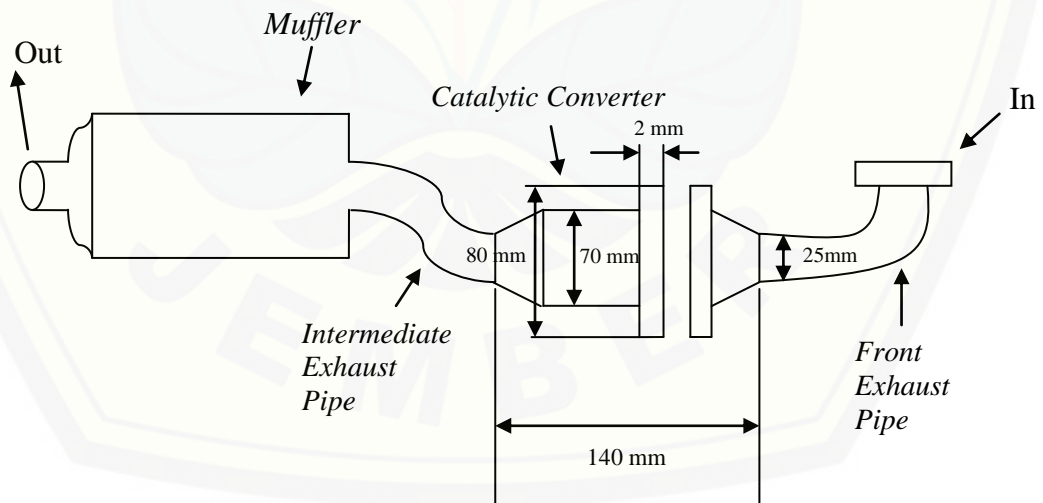 Muffler
Out
Catalytic Converter
In
2 mm
80 mm
70 mm
25mm
Intermediate
Exhaust
Pipe
Front
Exhaust
Pipe
140 mm
JEMBER